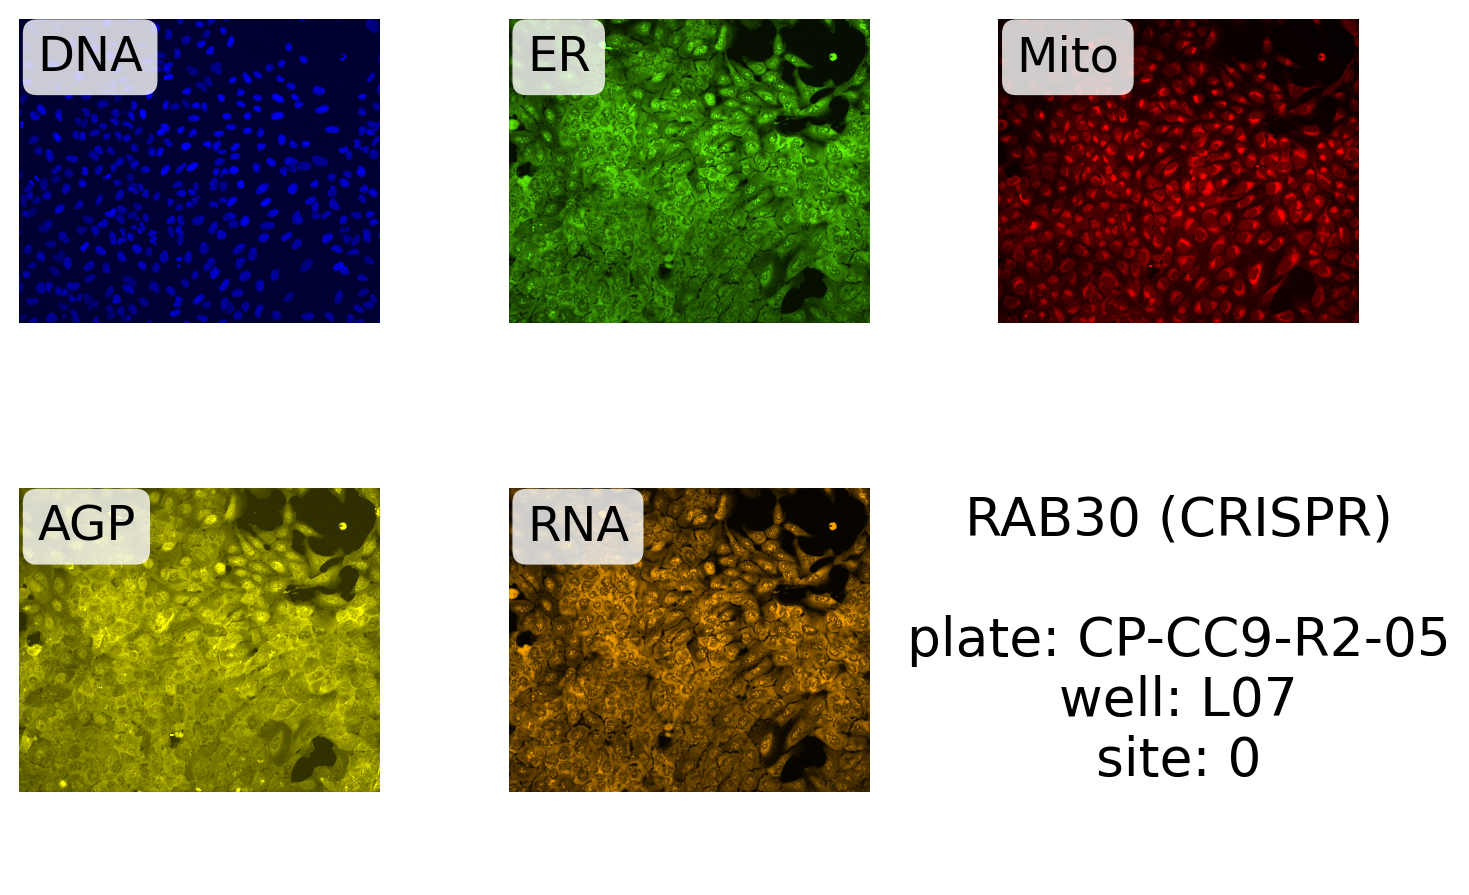 DNA
ER
Mito
AGP
RNA
RAB30 (CRISPR)
plate: CP-CC9-R2-05
well: L07
site: 0